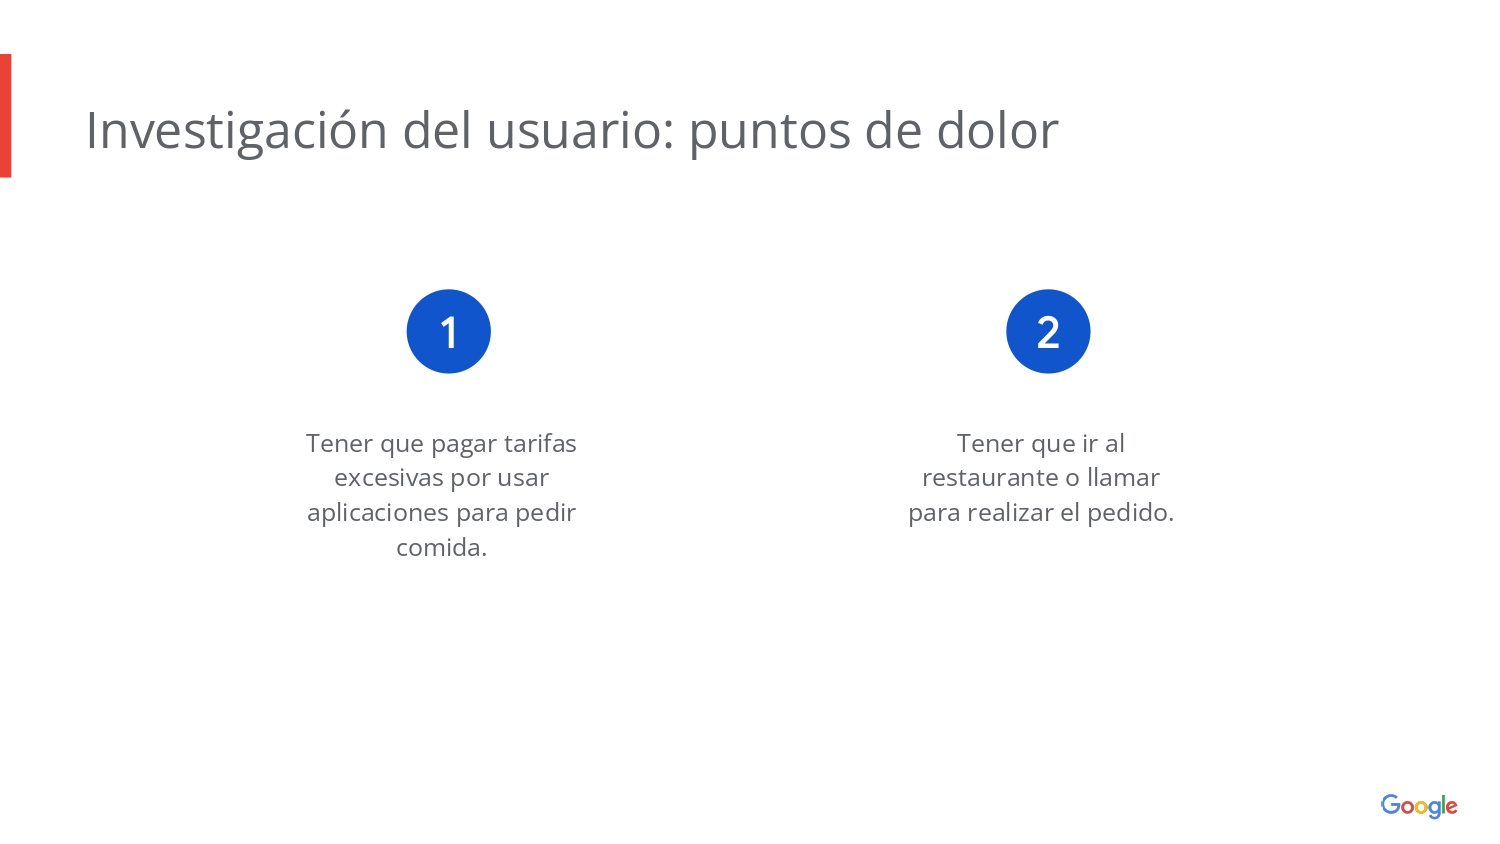 Investigación del usuario: puntos de dolor
1
Tener que pagar tarifas
excesivas por usar
aplicaciones para pedir
comida.
2
Tener que ir al
restaurante o llamar
para realizar el pedido.
Google